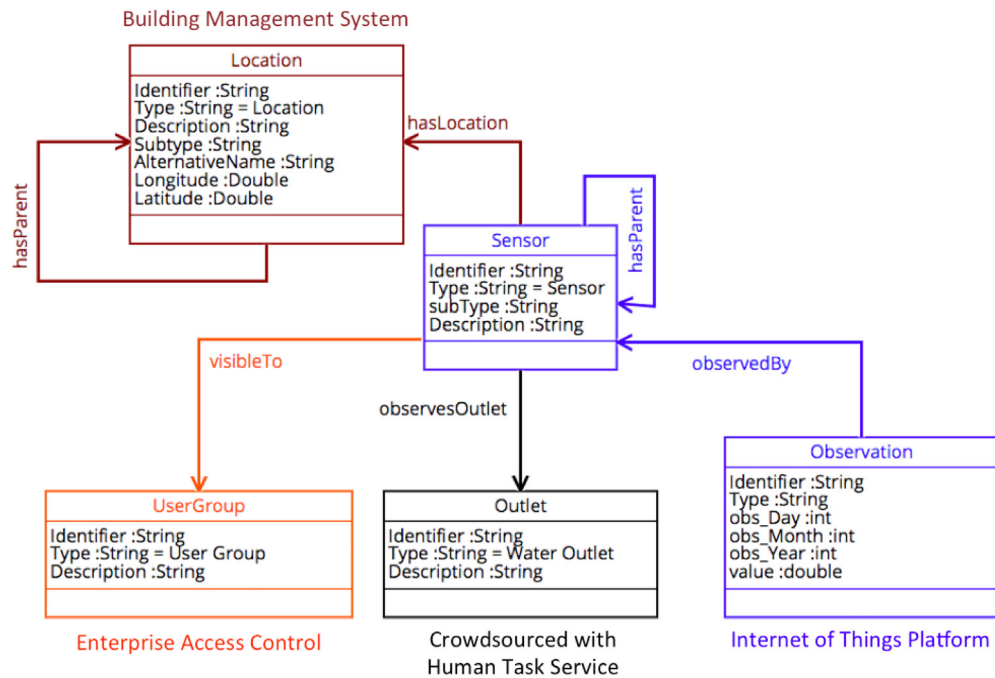 Building Management System
Location
Identifier :String
Type :String = Location
Description :String
Subtype :String
AlternativeName :String
Longitude :Double
Latitude :Double
hasParent
hasLocation
Sensor
Identifier :String
Type :String = Sensor
subType :String
Description :String
hasParent
visibleTo
observesOutlet
observedBy
UserGroup
Identifier :String
Type :String = User Group
Description :String
Enterprise Access Control
Outlet
Identifier :String
Type :String = Water Outlet
Description :String
Crowdsourced with
Human Task Service
Observation
Identifier :String
Type :String
obs_Day :int
obs_Month :int
obs_Year :int
value :double
Internet of Things Platform